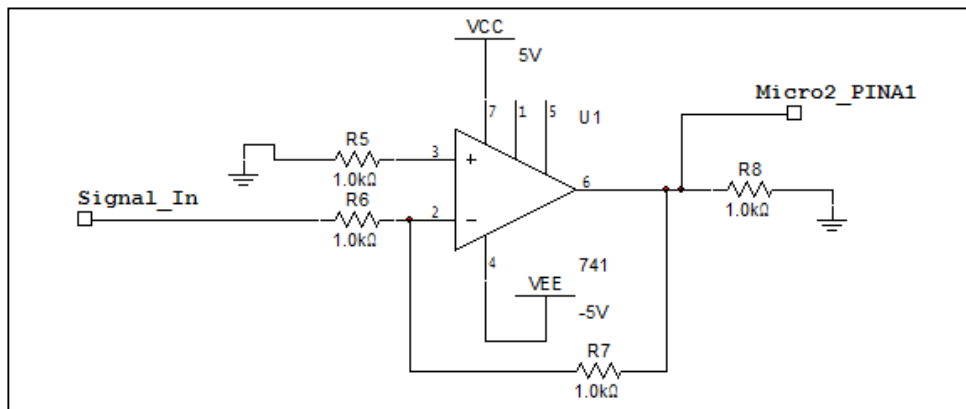 VCC
5V
Micro2_PINA1
7
1
5
U1
R5
3
+
1.0kΩ
6
R8
1.0kΩ
Signal_In
R6
2
−
1.0kΩ
4
741
VEE
-5V
R7
1.0kΩ